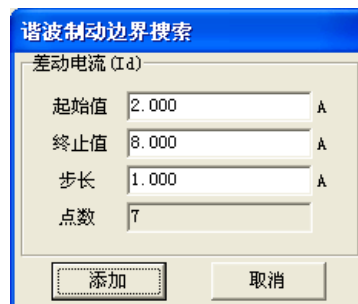 谐波制动边界搜索
差动电流(Id)
起始值 2.000 A
终止值 8.000 A
步长 1.000 A
点数 7
添加 取消